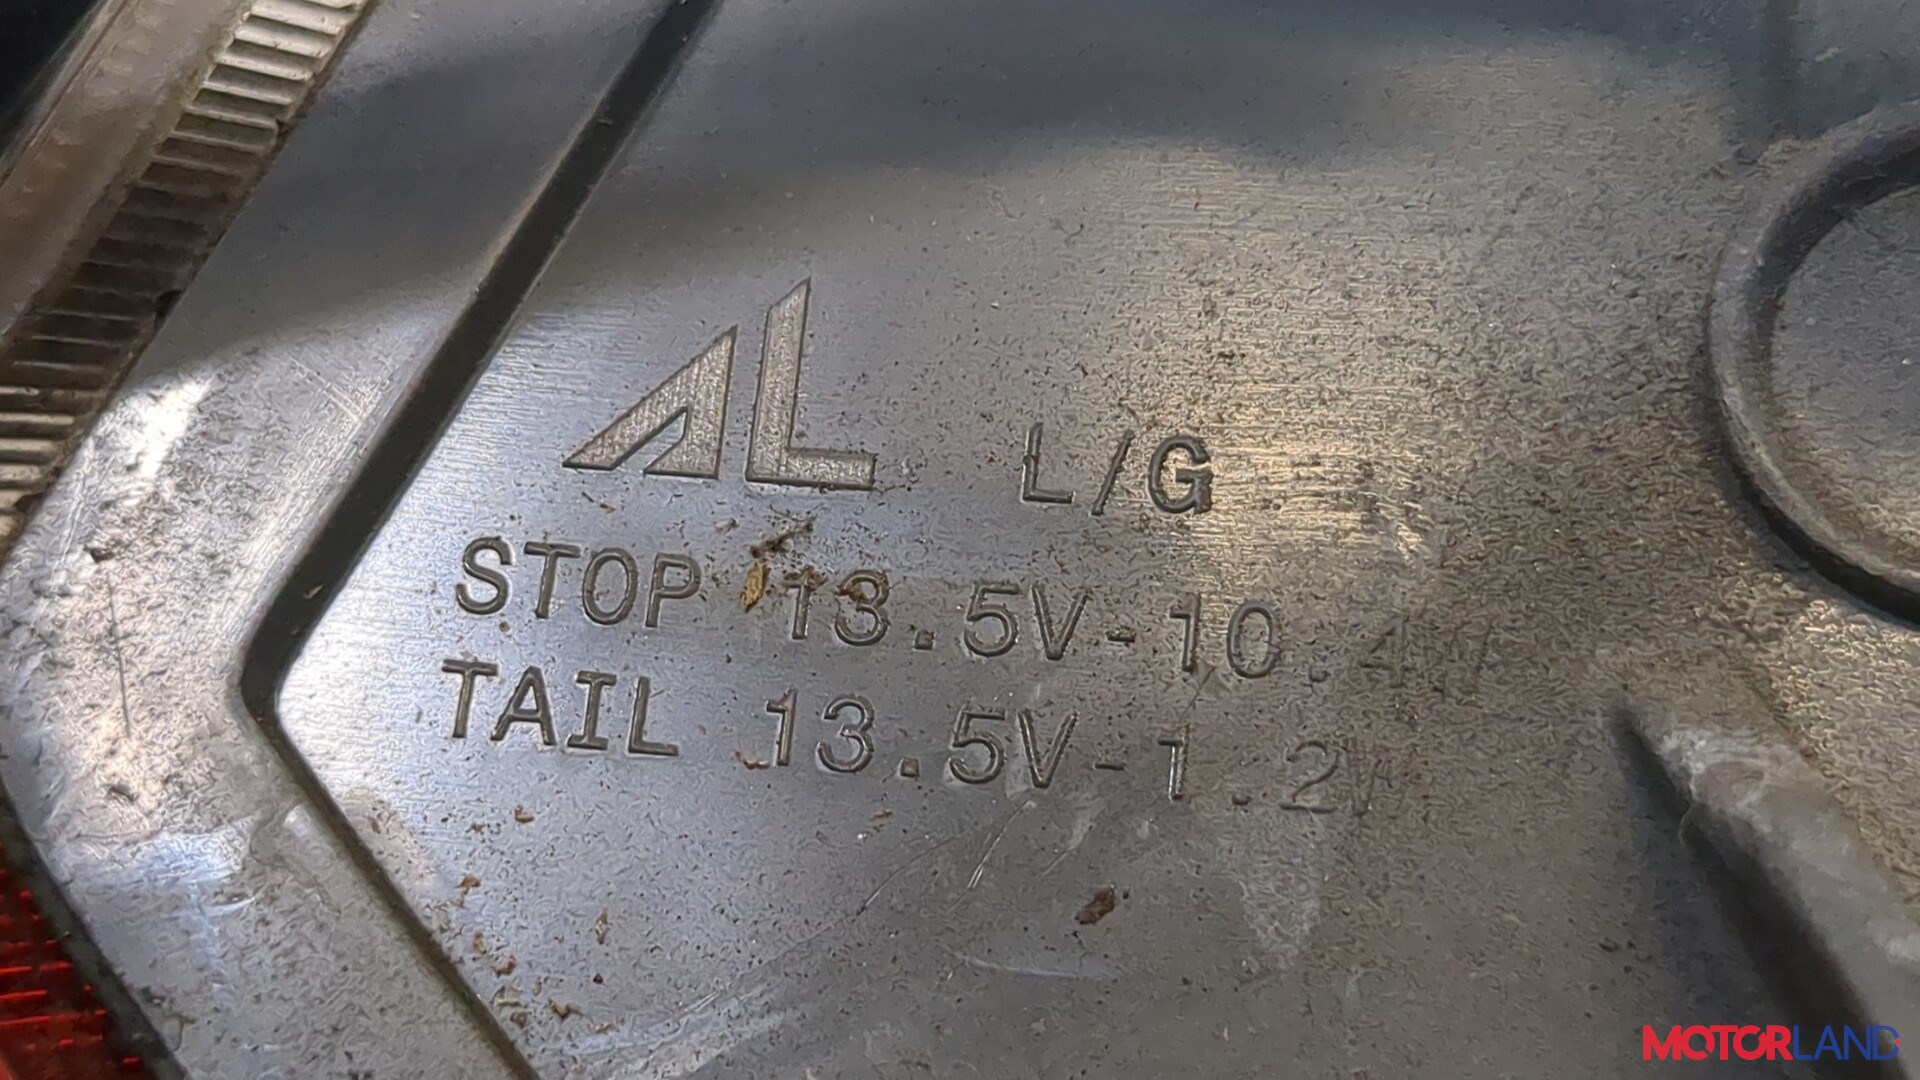 AL L/G
STOP 13.5V-10.4W
TAIL 13.5V-1.2W
MOTORLAND